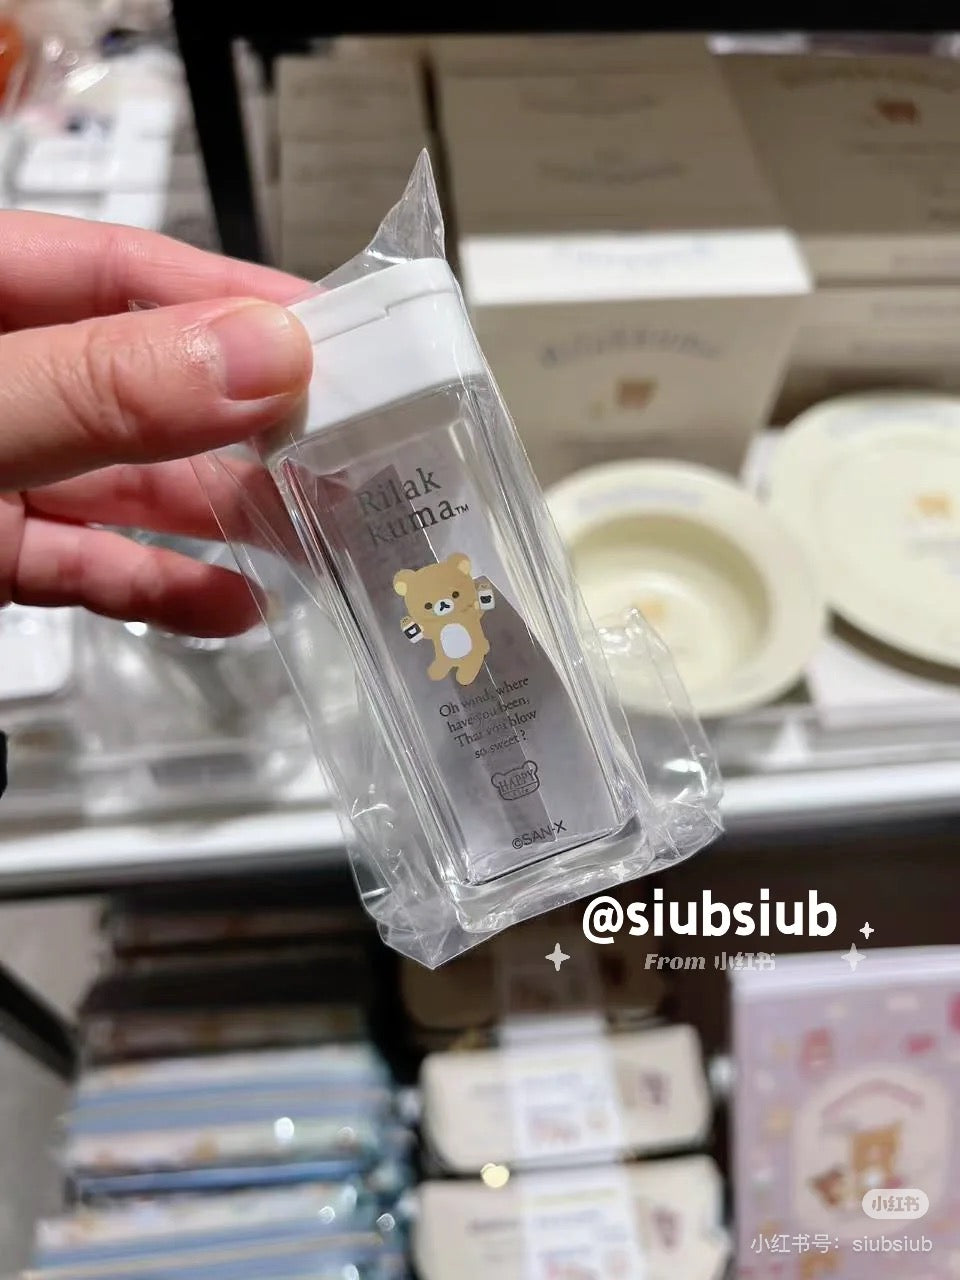 Rilak
Kuma™
Oh wind, where
have you been,
That you blow
so sweet?
HAPPY
©SAN-X
@siubsiub
From 小红书
小红书
小红书号：siubsiub